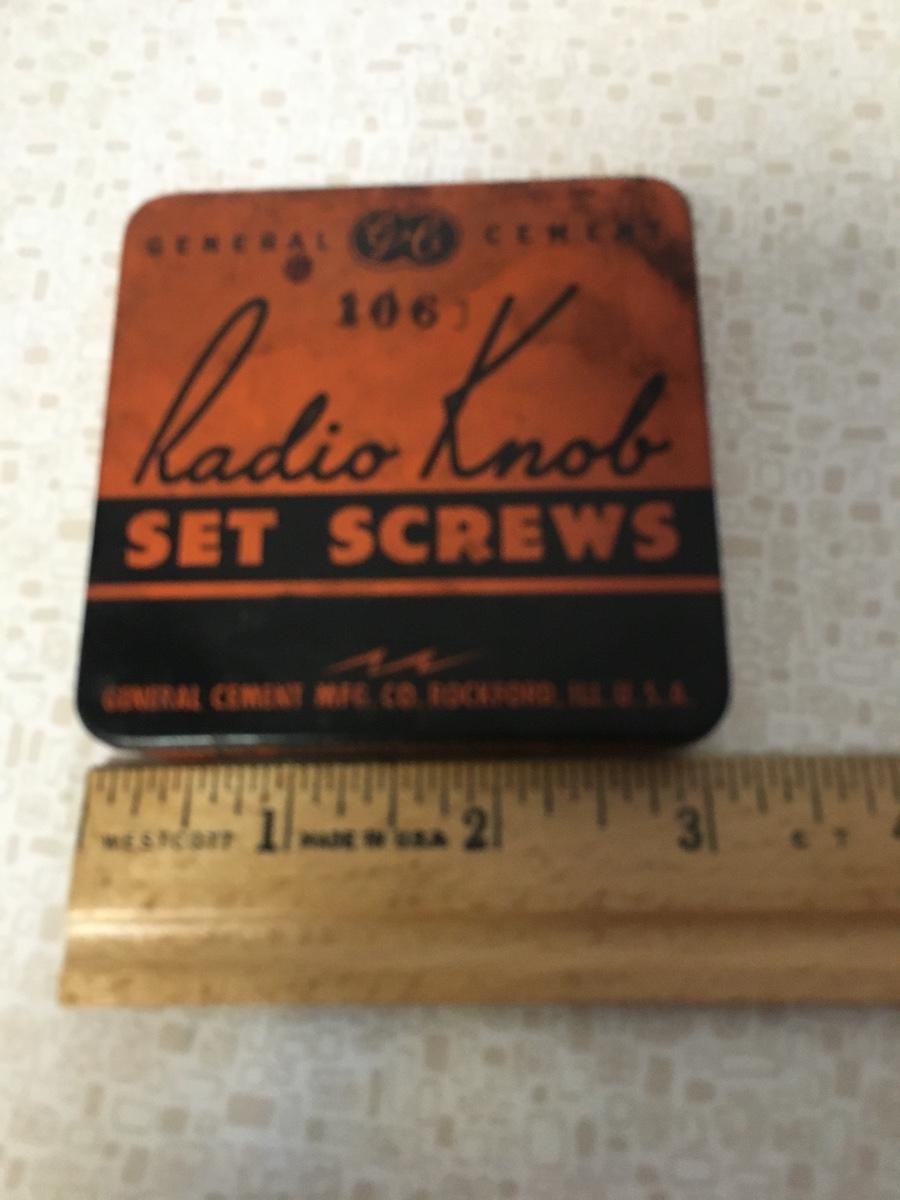 GENERAL GC CEMENT
106
Radio Knob
SET SCREWS
GENERAL CEMENT MFG. CO. ROCKFORD, ILL. U.S.A.
1 2 3
WESTCOTT MADE IN U.S.A.